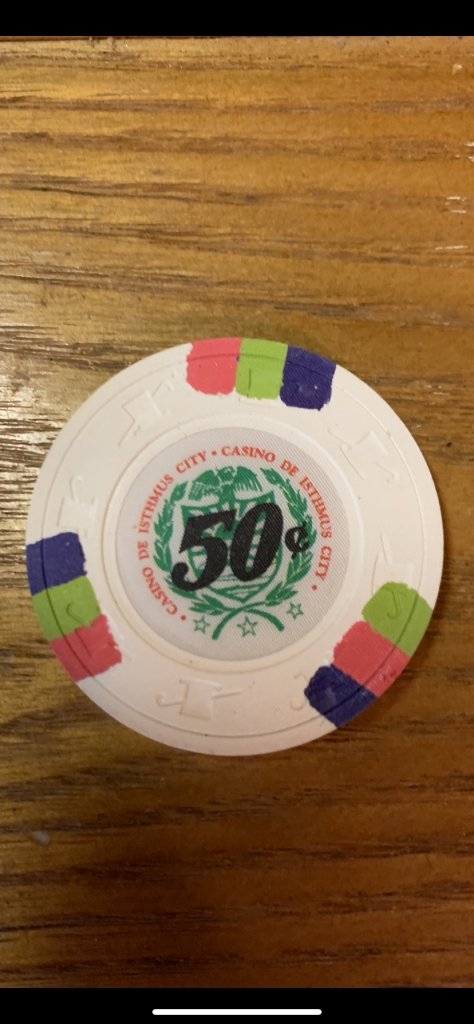 CASINO DE ISTHMUS CITY • CASINO DE ISTHMUS CITY •
50¢